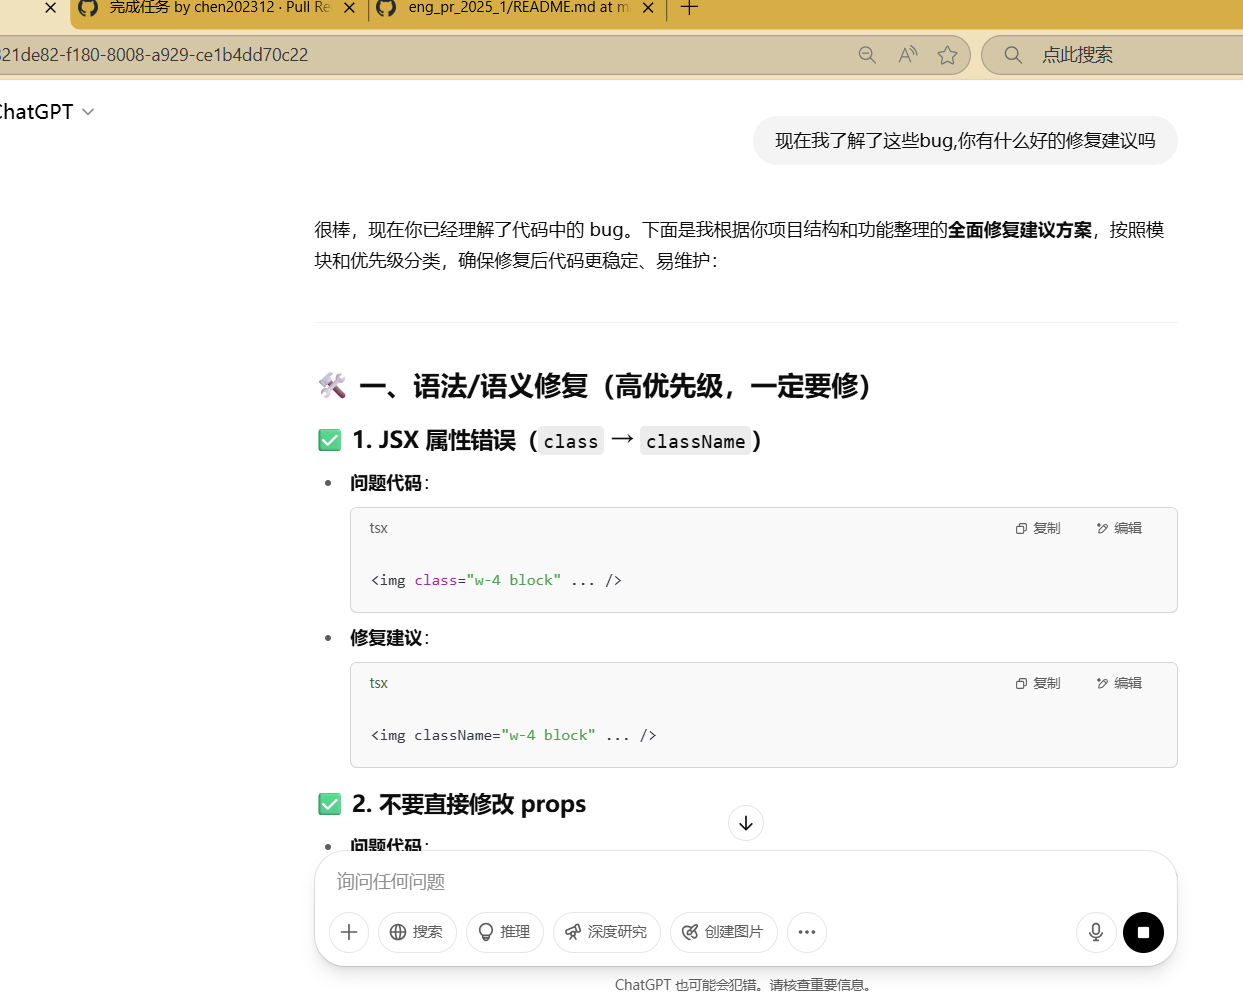 完成任务 by chen202312 · Pull Re
eng_pr_2025_1/README.md at m
821de82-f180-8008-a929-ce1b4dd70c22
点此搜索
ChatGPT
现在我了解了这些bug,你有什么好的修复建议吗
很棒，现在你已经理解了代码中的 bug。下面是我根据你项目结构和功能整理的全面修复建议方案，按照模
块和优先级分类，确保修复后代码更稳定、易维护：
🛠️ 一、语法/语义修复（高优先级，一定要修）
✅ 1. JSX 属性错误（class → className）
• 问题代码：
tsx
复制
编辑
<img class="w-4 block" ... />
• 修复建议：
tsx
复制
编辑
<img className="w-4 block" ... />
✅ 2. 不要直接修改 props
• 问题代码：
询问任何问题
搜索
推理
深度研究
创建图片
ChatGPT 也可能会犯错。请核查重要信息。